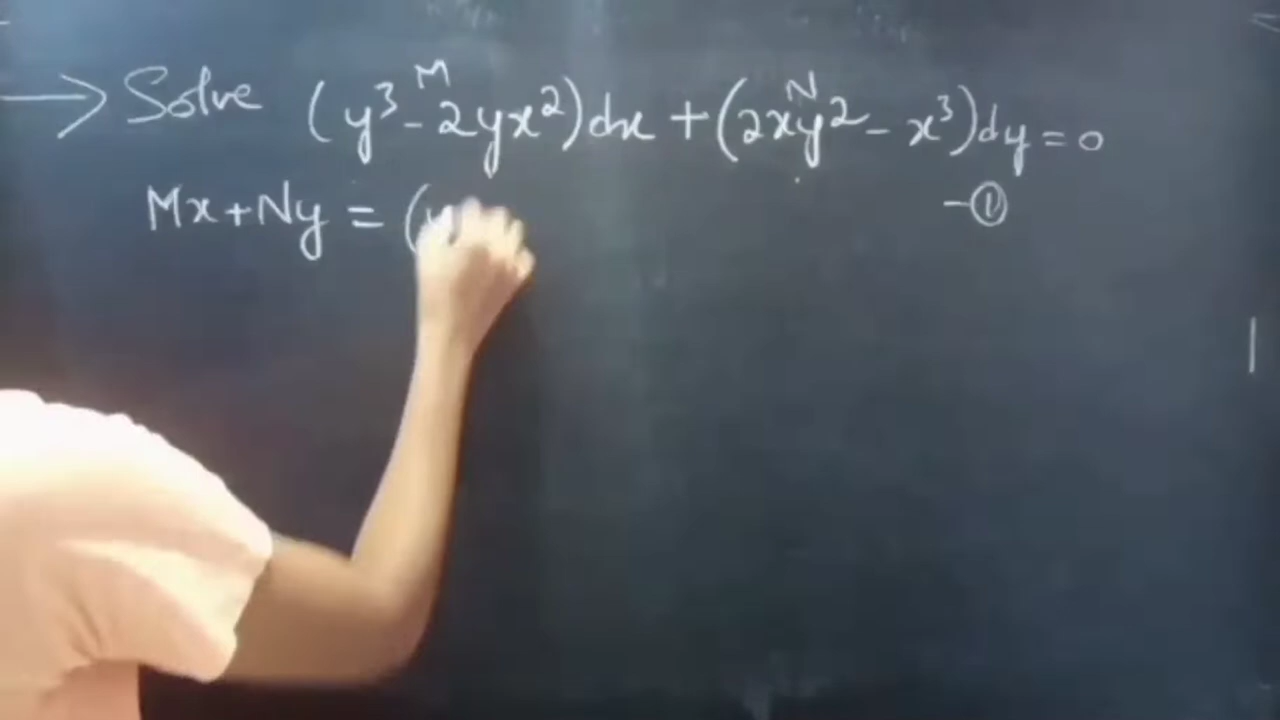 → Solve (y³ - 2yx²)dx + (2xy² - x³)dy = 0
M N
Mx + Ny = (
- ①